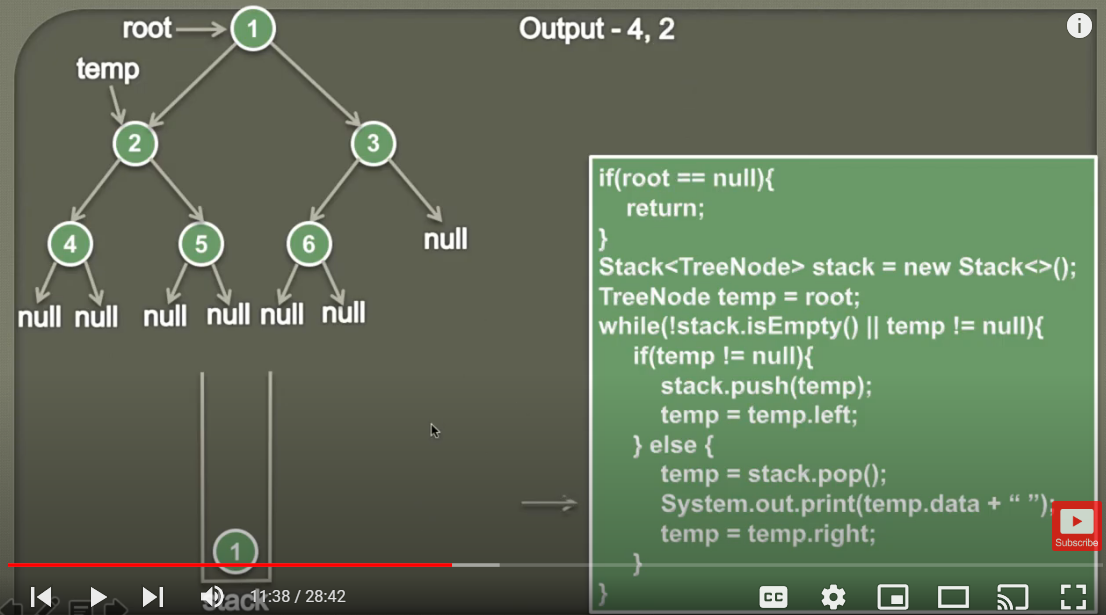 root
1
Output - 4, 2
temp
2
3
4
5
6
null
null null
null null
null null
if(root == null){
return;
}
Stack<TreeNode> stack = new Stack<>();
TreeNode temp = root;
while(!stack.isEmpty() || temp != null){
if(temp != null){
stack.push(temp);
temp = temp.left;
} else {
temp = stack.pop();
System.out.print(temp.data + “ ”);
temp = temp.right;
}
}
1
Stack
Subscribe
11:38 / 28:42
CC